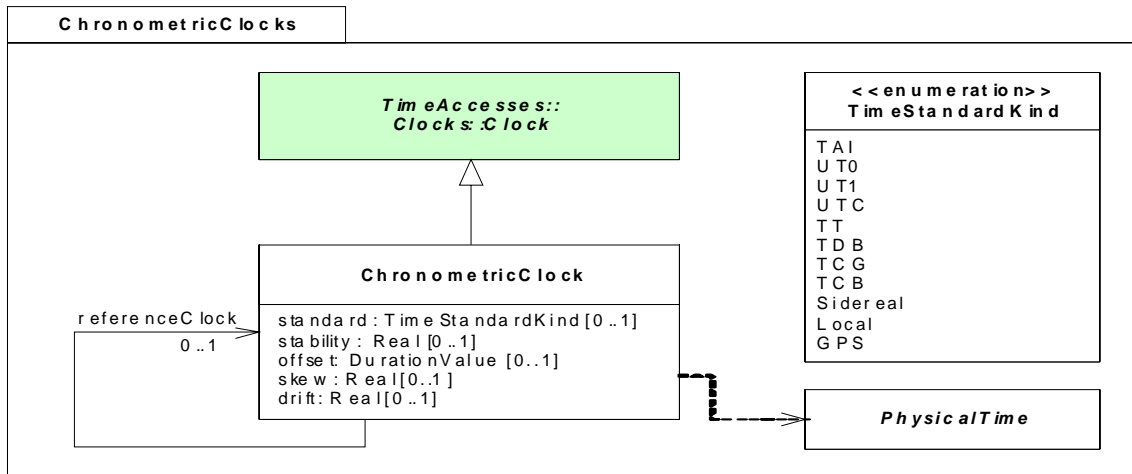 ChronometricClocks
TimeAccesses::
Clocks::Clock
<<enumeration>>
TimeStandardKind
TAI
UT0
UT1
UTC
TT
TDB
TCG
TCB
Sidereal
Local
GPS
ChronometricClock
standard: TimeStandardKind[0..1]
stability: Real[0..1]
offset: DurationValue [0..1]
skew: Real[0..1]
drift: Real[0..1]
referenceClock
0..1
PhysicalTime